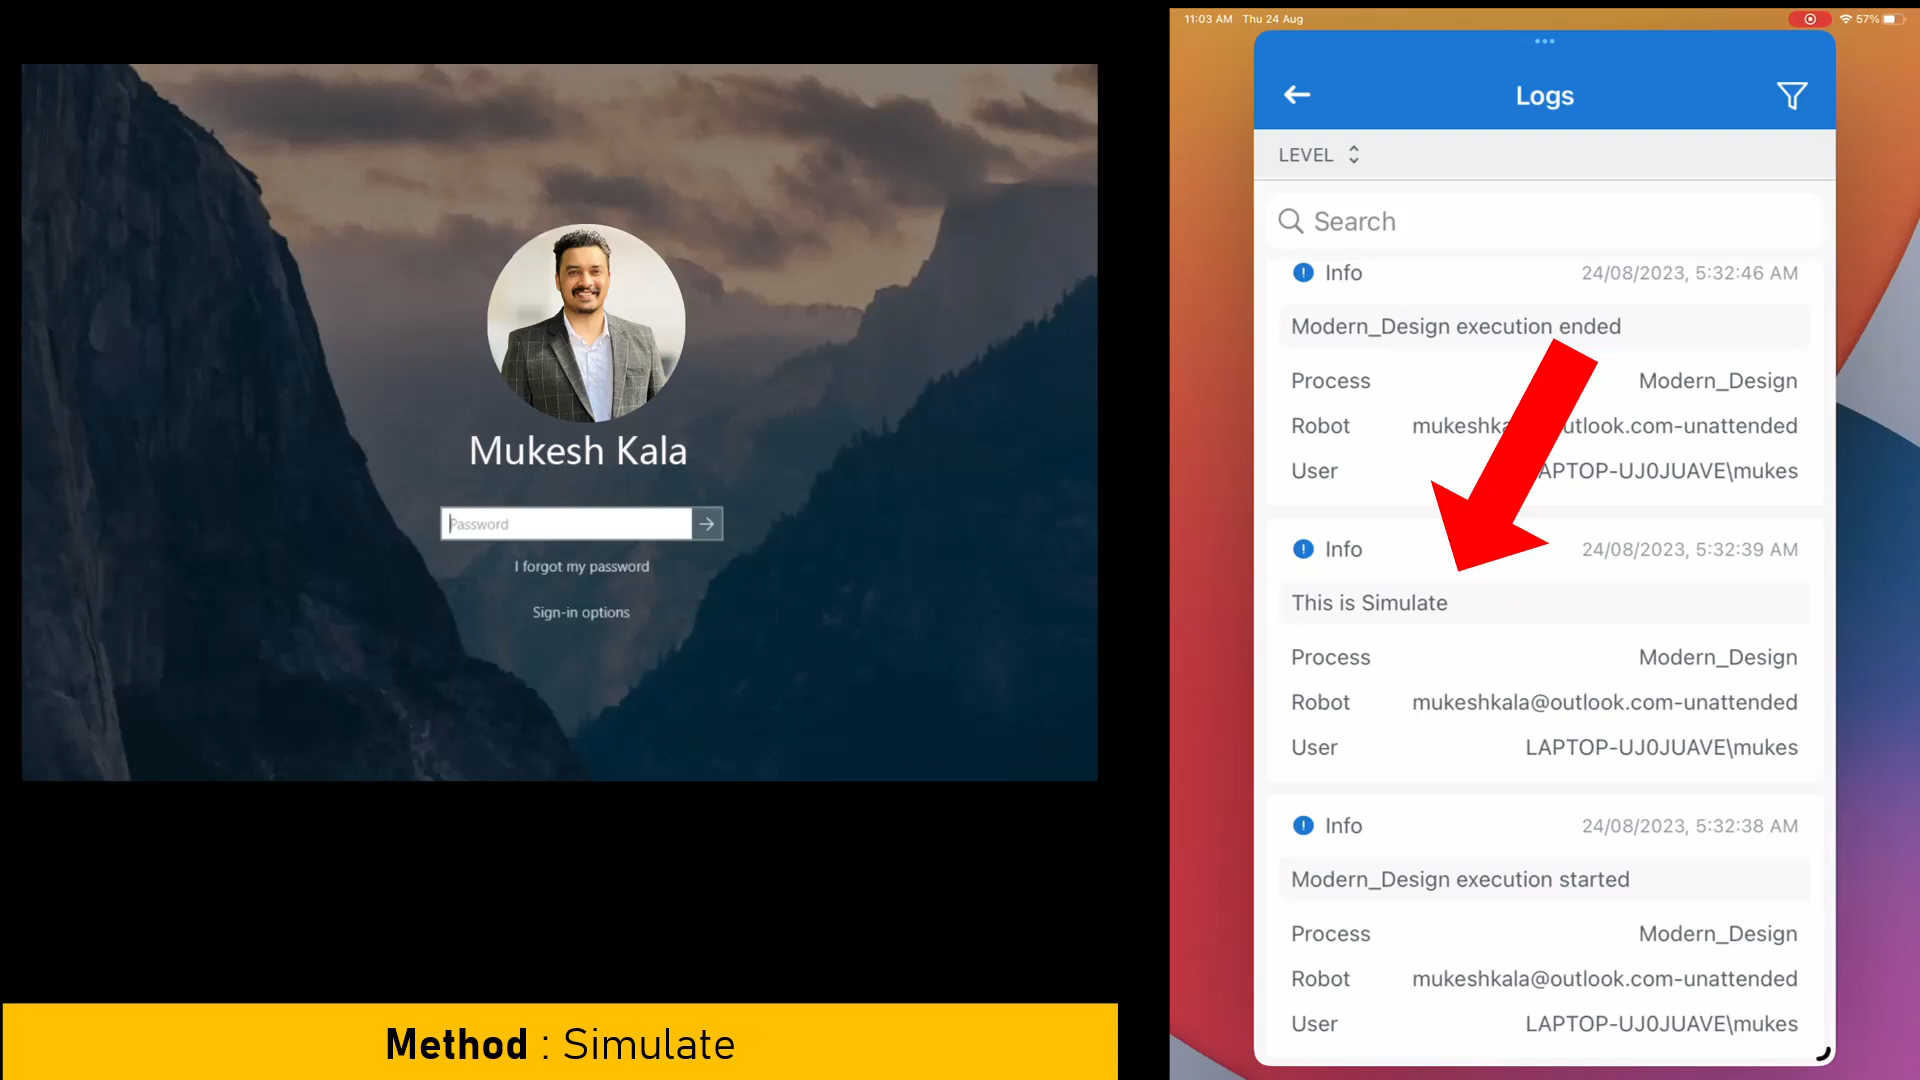 Mukesh Kala
Password
I forgot my password
Sign-in options
Method : Simulate
11:03 AM Thu 24 Aug
57%
Logs
LEVEL
Search
Info 24/08/2023, 5:32:46 AM
Modern_Design execution ended
Process Modern_Design
Robot mukeshka utlook.com-unattended
User APTOP-UJ0JUAVE\mukes
Info 24/08/2023, 5:32:39 AM
This is Simulate
Process Modern_Design
Robot mukeshkala@outlook.com-unattended
User LAPTOP-UJ0JUAVE\mukes
Info 24/08/2023, 5:32:38 AM
Modern_Design execution started
Process Modern_Design
Robot mukeshkala@outlook.com-unattended
User LAPTOP-UJ0JUAVE\mukes